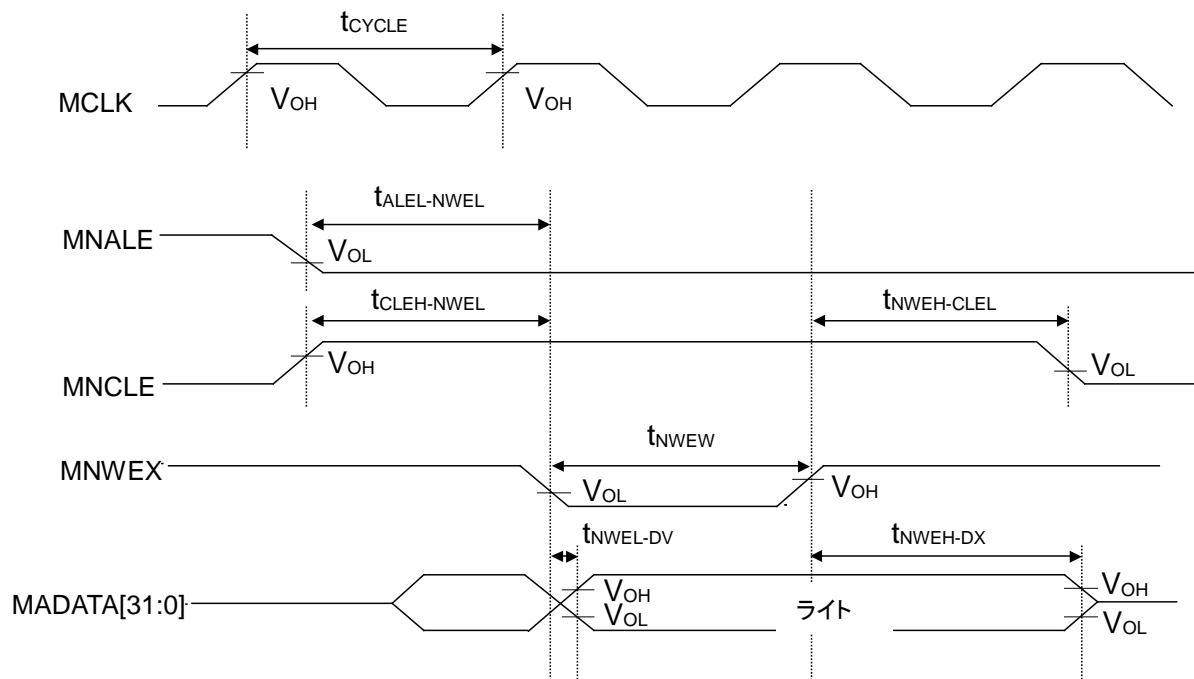 tCYCLE
MCLK
VOH
VOH
tALEL-NWEL
MNALE
VOL
tCLEH-NWEL
tNWEH-CLEL
MNCLE
VOH
VOL
tNWEW
MNWEX
VOL
VOH
tNWEL-DV
tNWEH-DX
MADATA[31:0]
VOH
VOL
ライト
VOH
VOL